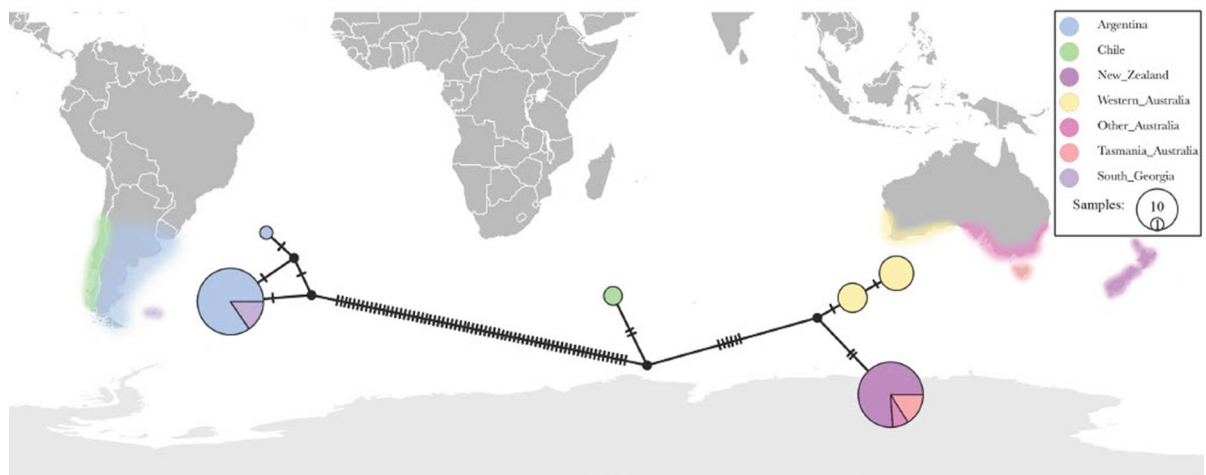 Argentina
Chile
New_Zealand
Western_Australia
Other_Australia
Tasmania_Australia
South_Georgia
Samples: 10
1